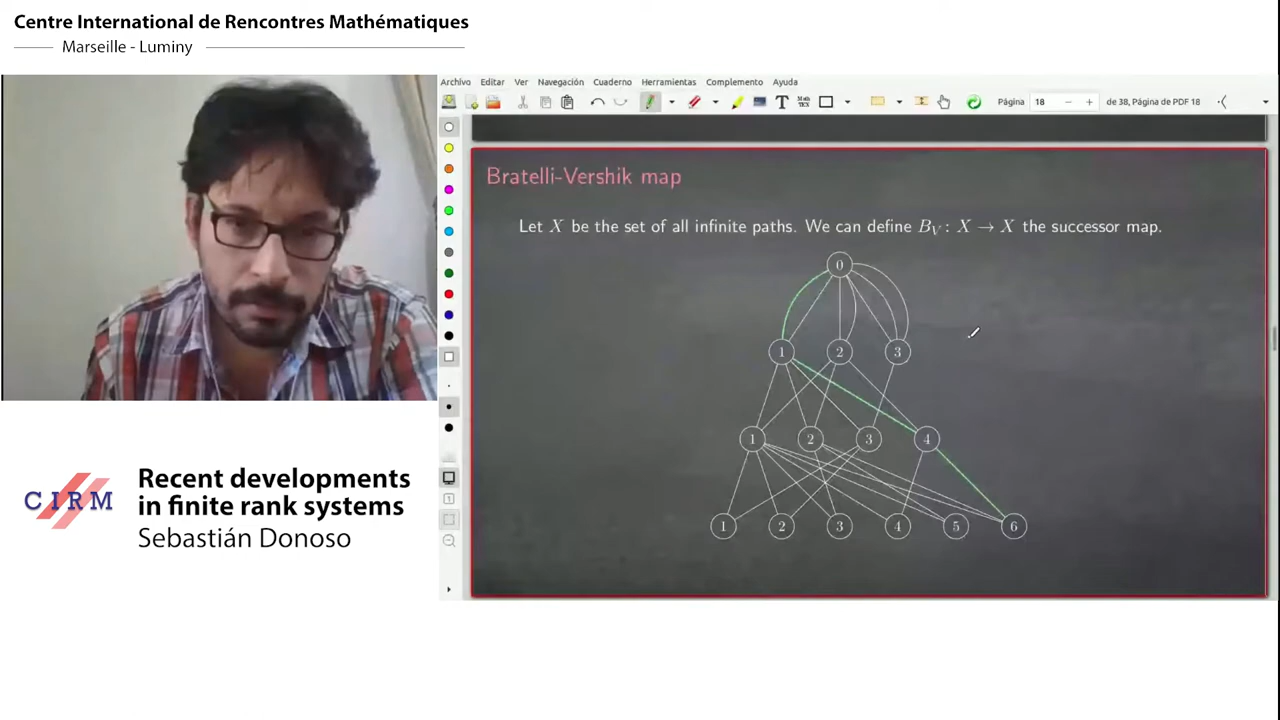 Centre International de Rencontres Mathématiques
Marseille - Luminy
Archivo Editar Ver Navegación Cuaderno Herramientas Complemento Ayuda
Página 18 de 38, Página de PDF 18
Bratelli-Vershik map
Let X be the set of all infinite paths. We can define B_V : X → X the successor map.
0
1 2 3
1 2 3 4
1 2 3 4 5 6
CIRM
Recent developments
in finite rank systems
Sebastián Donoso